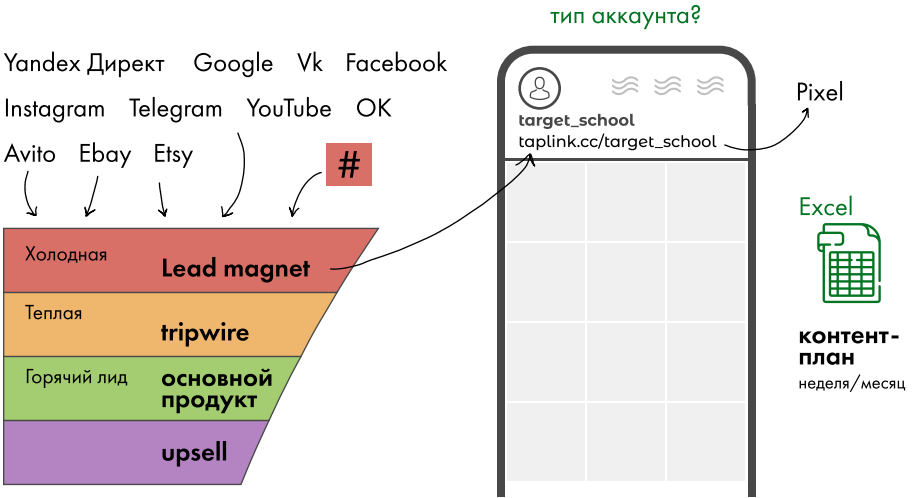 тип аккаунта?
Yandex Директ Google Vk Facebook
Instagram Telegram YouTube OK
Avito Ebay Etsy
#
Холодная
Lead magnet
Теплая
tripwire
Горячий лид
основной
продукт
upsell
target_school
taplink.cc/target_school
Pixel
Excel
контент-
план
неделя/месяц